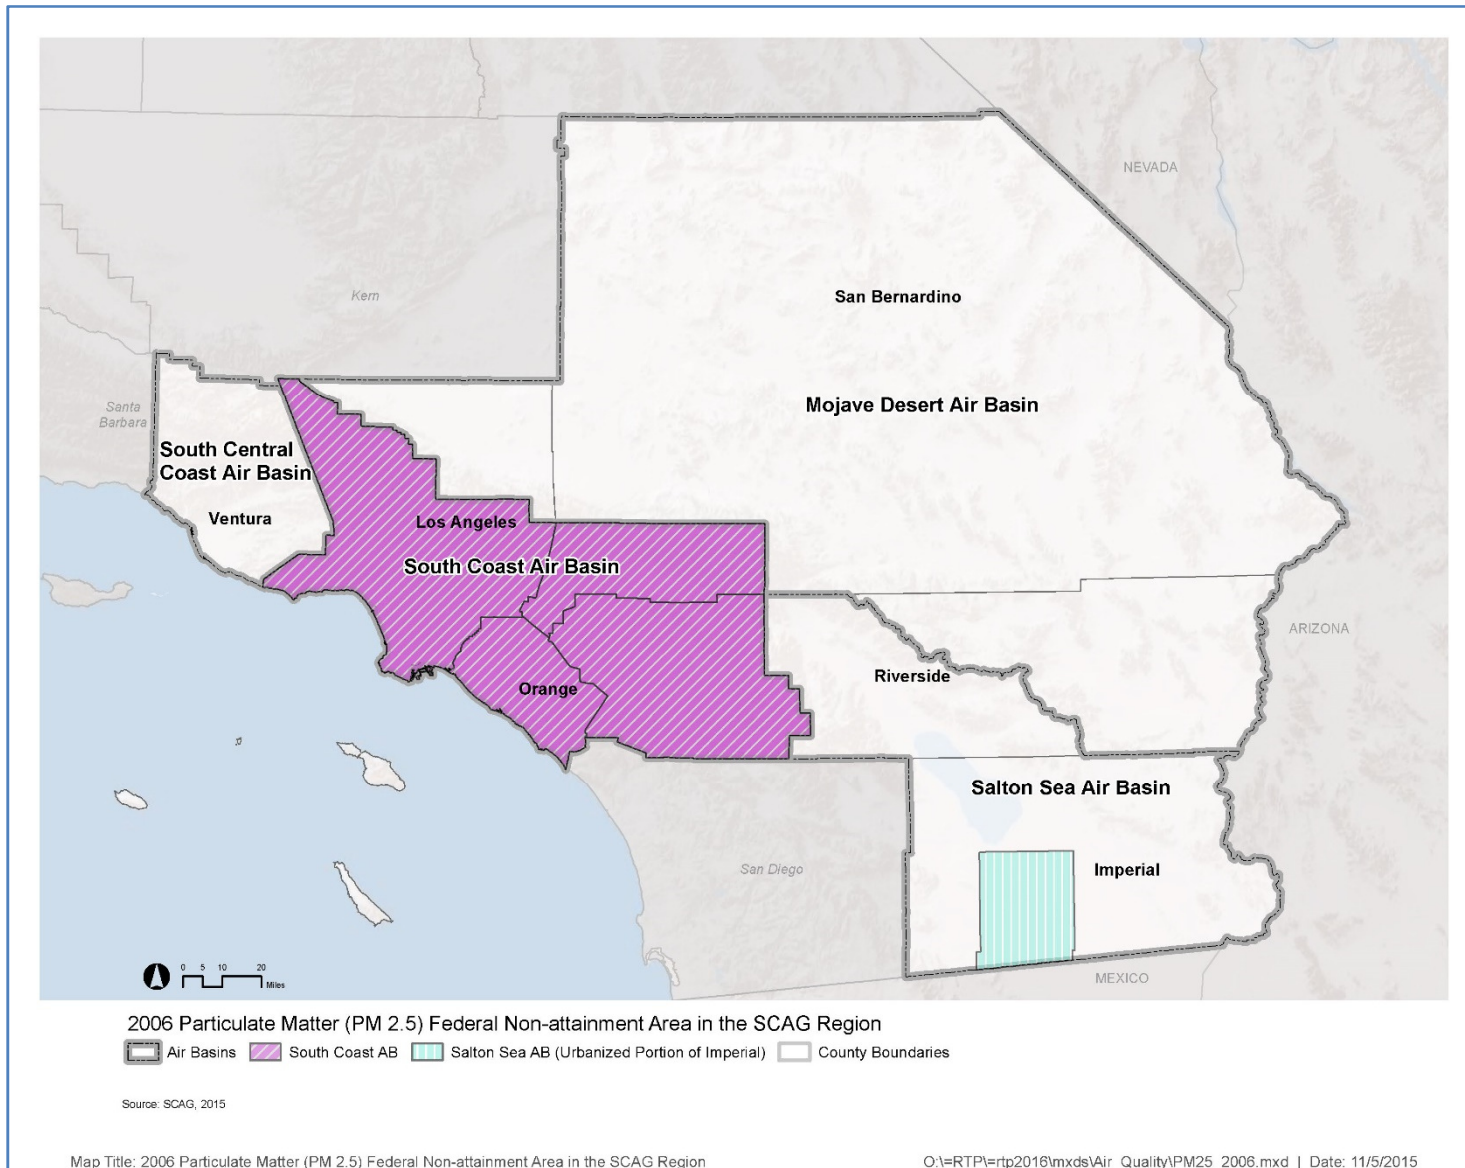 NEVADA
Kern
San Bernardino
Mojave Desert Air Basin
Santa
Barbara
South Central
Coast Air Basin
Ventura
Los Angeles
South Coast Air Basin
ARIZONA
Riverside
Orange
Salton Sea Air Basin
San Diego
Imperial
MEXICO
0 5 10 20
Miles
2006 Particulate Matter (PM 2.5) Federal Non-attainment Area in the SCAG Region
Air Basins South Coast AB Salton Sea AB (Urbanized Portion of Imperial) County Boundaries
Source: SCAG, 2015
Map Title: 2006 Particulate Matter (PM 2.5) Federal Non-attainment Area in the SCAG Region O:\=RTP\=rtp2016\mxds\Air_Quality\PM25_2006.mxd | Date: 11/5/2015